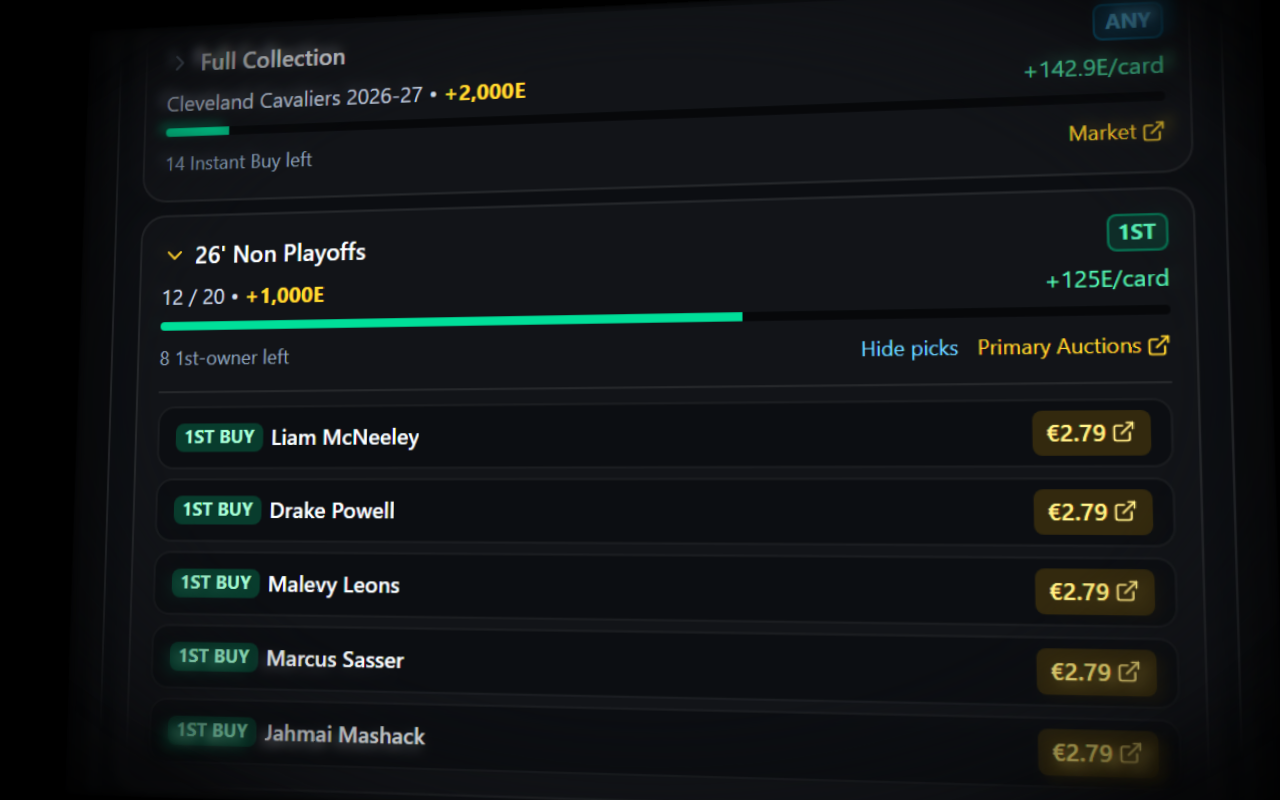 ANY
Full Collection
+142.9E/card
Cleveland Cavaliers 2026-27 • +2,000E
14 Instant Buy left
Market
26' Non Playoffs
1ST
12 / 20 • +1,000E
+125E/card
8 1st-owner left
Hide picks
Primary Auctions
1ST BUY Liam McNeeley €2.79
1ST BUY Drake Powell €2.79
1ST BUY Malevy Leons €2.79
1ST BUY Marcus Sasser €2.79
1ST BUY Jahmai Mashack €2.79